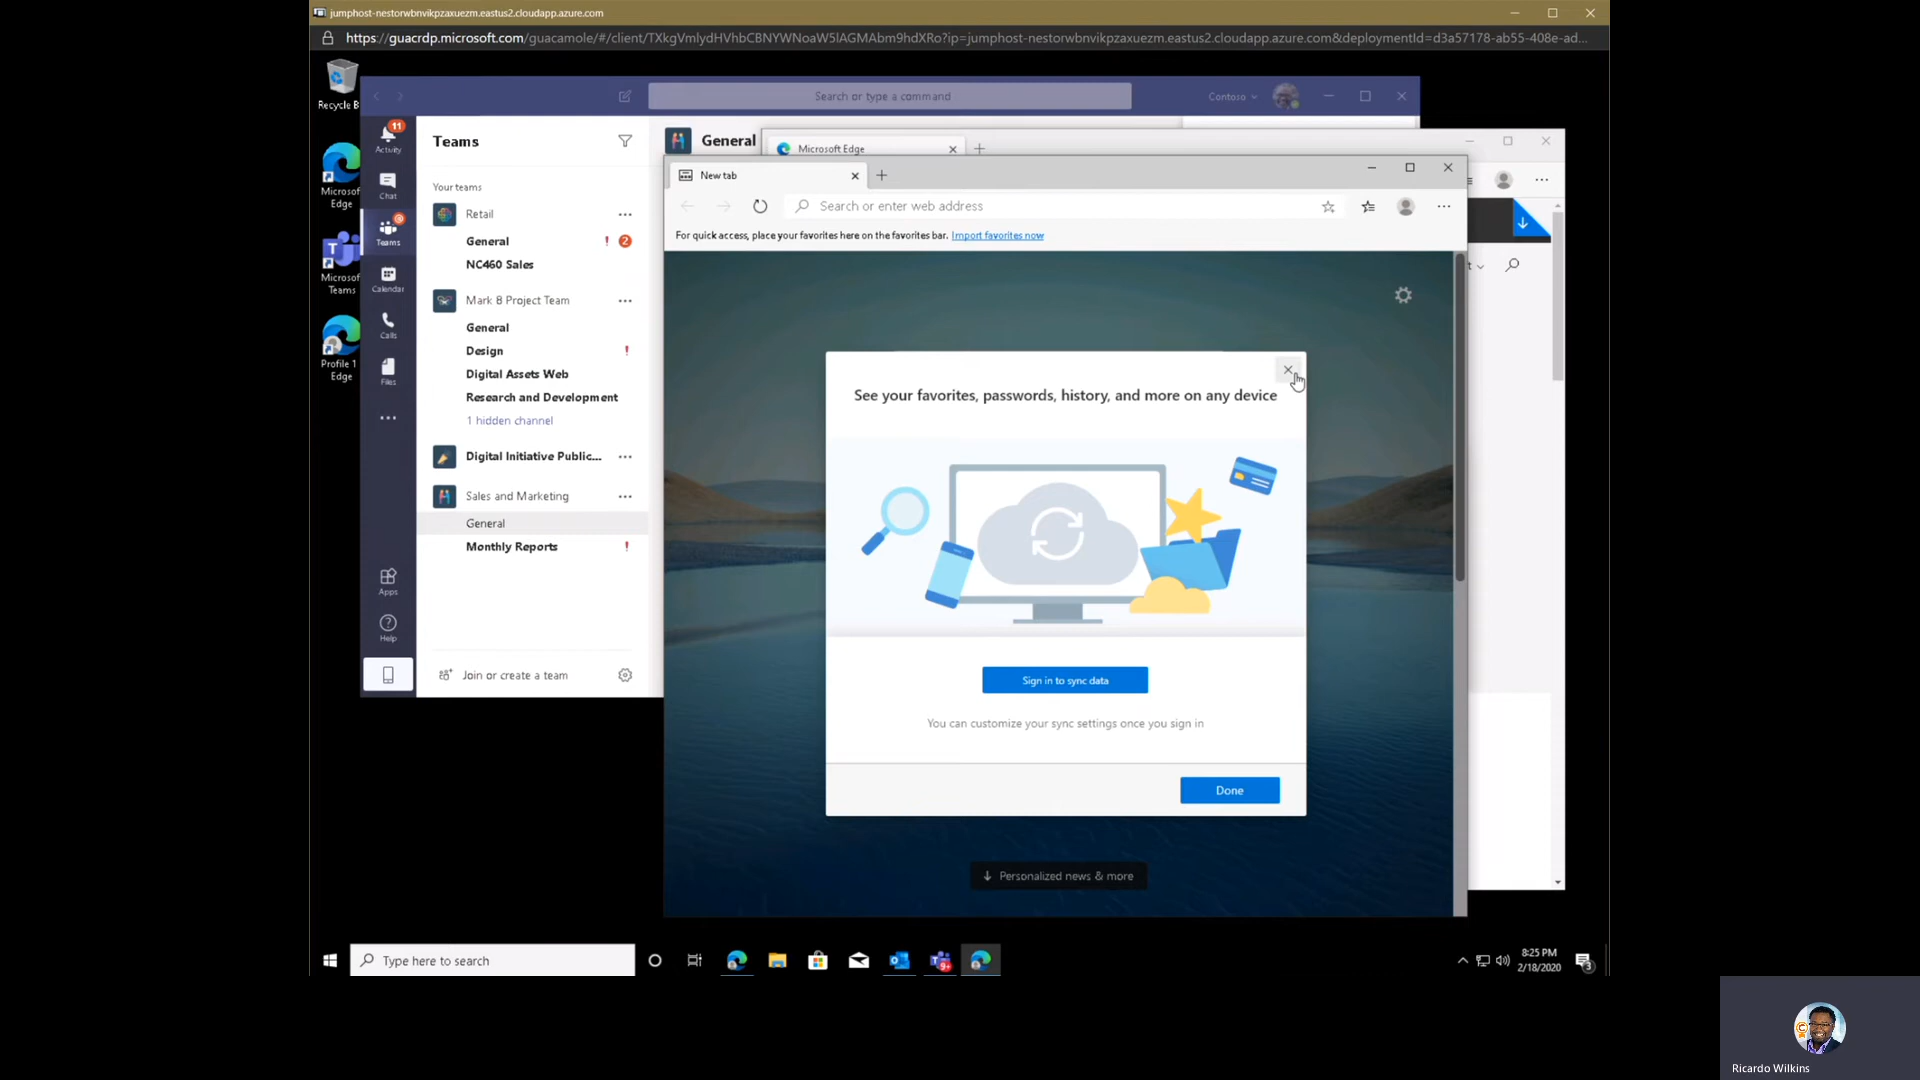 jumphost-nestorwbnvikpzaxuezm.eastus2.cloudapp.azure.com
https://guacrdp.microsoft.com/guacamole/#/client/TXkgVmlydHVhbCBNYWNoaW5lAGMAbm9hdXRo?ip=jumphost-nestorwbnvikpzaxuezm.eastus2.cloudapp.azure.com&deploymentId=d3a57178-ab55-408e-ad...
Recycle B
Microsoft
Edge
Microsof
Teams
Profile 1
Edge
Search or type a command
Contoso
11
Activity
Chat
Teams
Calendar
Calls
Files
Apps
Help
Teams
Your teams
Retail
General ! 2
NC460 Sales
Mark 8 Project Team
General
Design !
Digital Assets Web
Research and Development
1 hidden channel
Digital Initiative Public...
Sales and Marketing
General
Monthly Reports !
Join or create a team
General
Microsoft Edge
New tab
Search or enter web address
For quick access, place your favorites here on the favorites bar. Import favorites now
See your favorites, passwords, history, and more on any device
Sign in to sync data
You can customize your sync settings once you sign in
Done
Personalized news & more
Type here to search
9+
8:25 PM
2/18/2020
3
Ricardo Wilkins